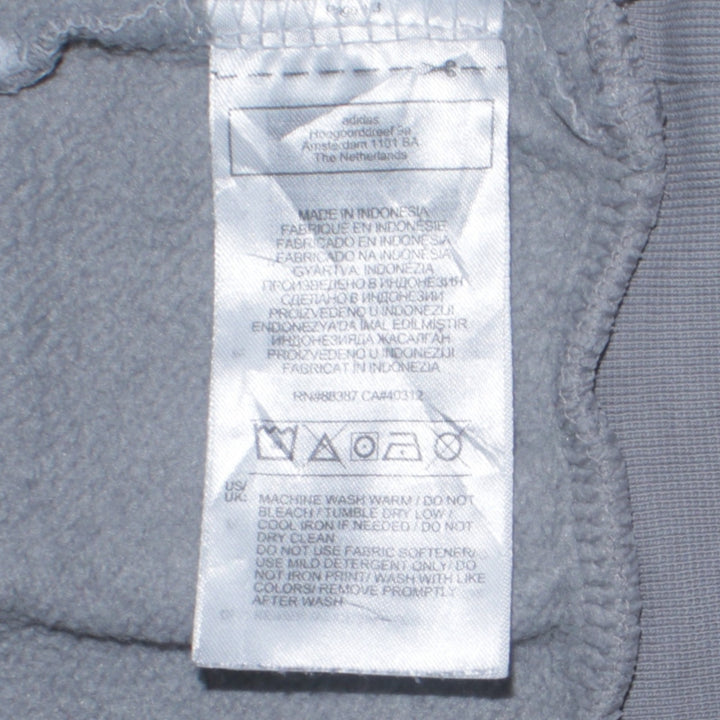 adidas
Hoogoorddreef 9a
Amsterdam 1101 BA
The Netherlands
MADE IN INDONESIA
FABRIQUÉ EN INDONÉSIE
FABRICADO EN INDONESIA
FABRICADO NA INDONÉSIA
GYÁRTVA: INDONÉZIA
ПРОИЗВЕДЕНО В ИНДОНЕЗИЯ
СДЕЛАНО В ИНДОНЕЗИИ
PROIZVEDENO U INDONEZIJI
ENDONEZYA'DA İMAL EDİLMİŞTİR
ИНДОНЕЗИЯДА ЖАСАЛҒАН
PROIZVEDENO U INDONEZIJI
FABRICAT ÎN INDONEZIA
RN#88387 CA#40312
US/
UK:
MACHINE WASH WARM / DO NOT
BLEACH / TUMBLE DRY LOW /
COOL IRON IF NEEDED / DO NOT
DRY CLEAN
DO NOT USE FABRIC SOFTENER/
USE MILD DETERGENT ONLY/ DO
NOT IRON PRINT/ WASH WITH LIKE
COLORS/ REMOVE PROMPTLY
AFTER WASH